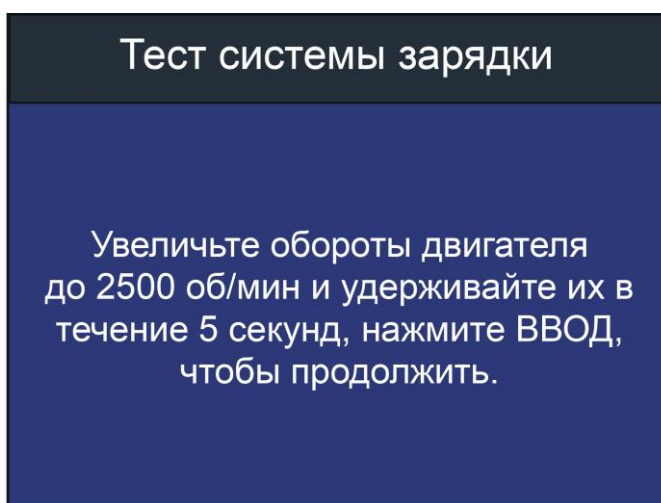 Тест системы зарядки
Увеличьте обороты двигателя
до 2500 об/мин и удерживайте их в
течение 5 секунд, нажмите ВВОД,
чтобы продолжить.